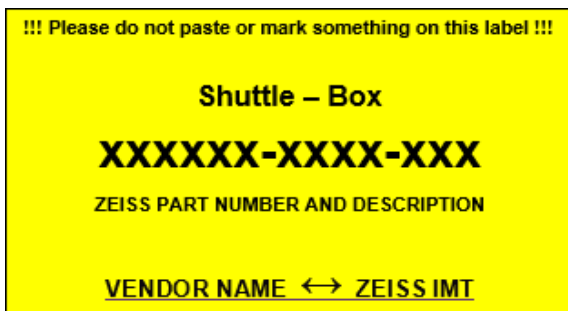 !!! Please do not paste or mark something on this label !!!
Shuttle – Box
XXXXXX-XXXX-XXX
ZEISS PART NUMBER AND DESCRIPTION
VENDOR NAME ↔ ZEISS IMT